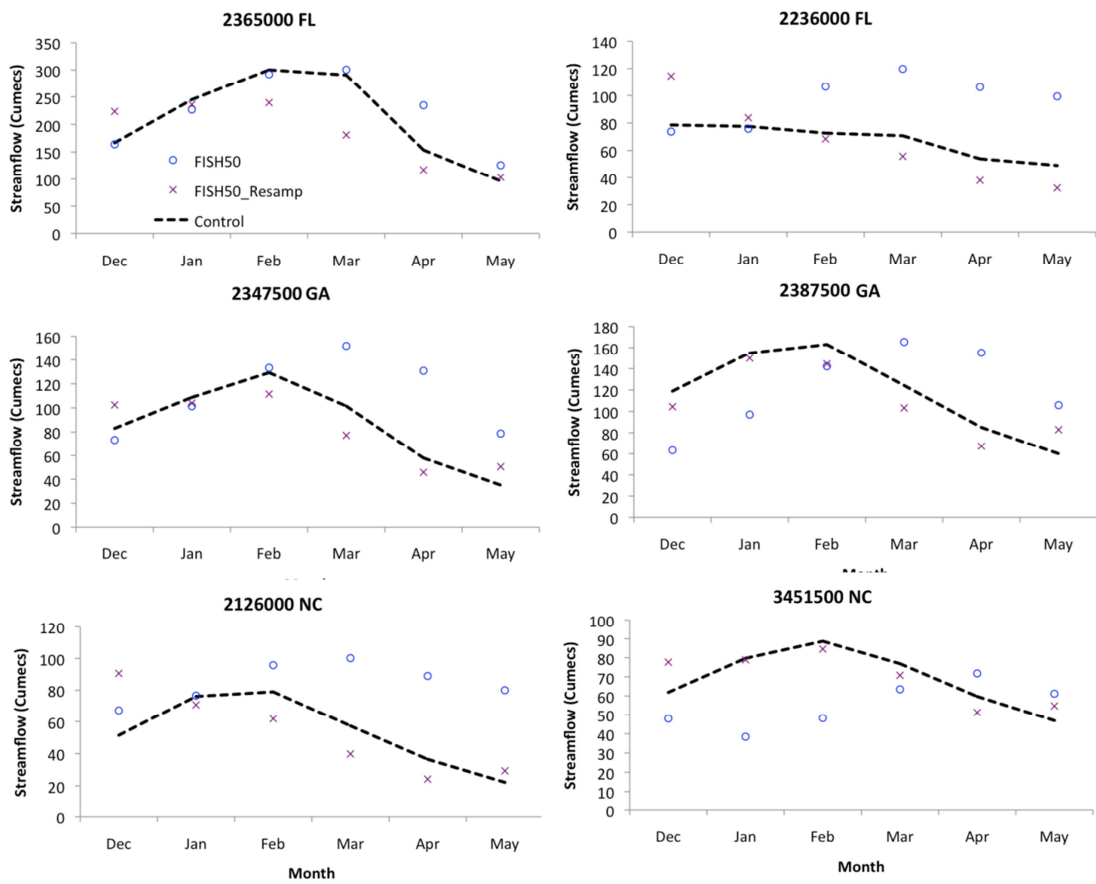 2365000 FL
Streamflow (Cumecs)
350
300
250
200
150
100
50
0
FISH50
FISH50_Resamp
Control
Dec Jan Feb Mar Apr May
2236000 FL
Streamflow (Cumecs)
140
120
100
80
60
40
20
0
Dec Jan Feb Mar Apr May
2347500 GA
Streamflow (Cumecs)
160
140
120
100
80
60
40
20
0
Dec Jan Feb Mar Apr May
2387500 GA
Streamflow (Cumecs)
180
160
140
120
100
80
60
40
20
0
Dec Jan Feb Mar Apr May
Month
2126000 NC
Streamflow (Cumecs)
120
100
80
60
40
20
0
Dec Jan Feb Mar Apr May
Month
3451500 NC
Streamflow (Cumecs)
100
90
80
70
60
50
40
30
20
10
0
Dec Jan Feb Mar Apr May
Month